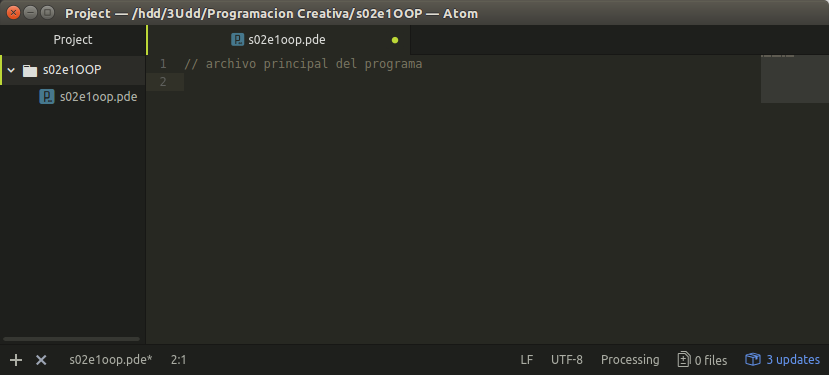 Project — /hdd/3Udd/Programacion Creativa/s02e1OOP — Atom
Project
s02e1oop.pde
s02e1OOP
s02e1oop.pde
1 // archivo principal del programa
2
s02e1oop.pde* 2:1 LF UTF-8 Processing 0 files 3 updates